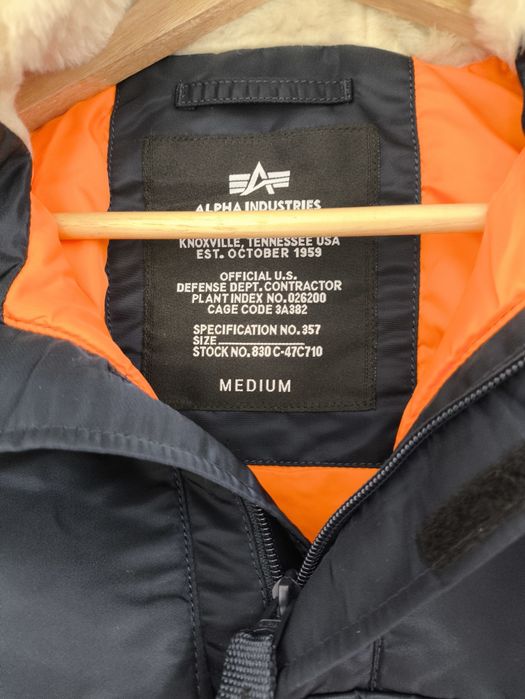 ALPHA INDUSTRIES
KNOXVILLE, TENNESSEE USA
EST. OCTOBER 1959
OFFICIAL U.S.
DEFENSE DEPT. CONTRACTOR
PLANT INDEX NO. 026200
CAGE CODE 3A382
SPECIFICATION NO. 357
SIZE
STOCK NO. 830 C-47C710
MEDIUM